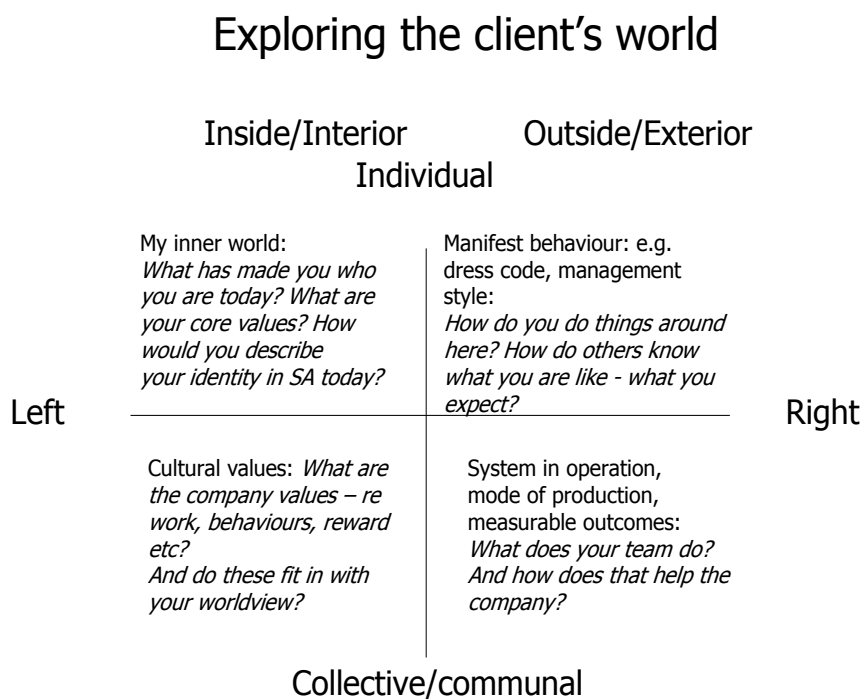 Exploring the client's world
Inside/Interior Outside/Exterior
Individual
My inner world:
What has made you who
you are today? What are
your core values? How
would you describe
your identity in SA today?
Manifest behaviour: e.g.
dress code, management
style:
How do you do things around
here? How do others know
what you are like - what you
expect?
Left
Right
Cultural values: What are
the company values – re
work, behaviours, reward
etc?
And do these fit in with
your worldview?
System in operation,
mode of production,
measurable outcomes:
What does your team do?
And how does that help the
company?
Collective/communal